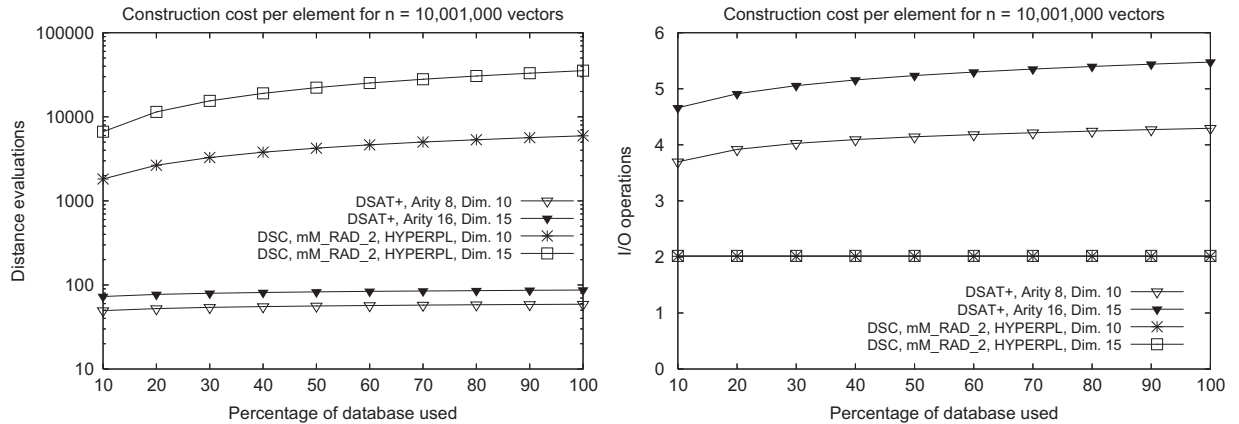 Construction cost per element for n = 10,001,000 vectors
100000
10000
1000
100
10
Distance evaluations
DSAT+, Arity 8, Dim. 10
DSAT+, Arity 16, Dim. 15
DSC, mM_RAD_2, HYPERPL, Dim. 10
DSC, mM_RAD_2, HYPERPL, Dim. 15
10 20 30 40 50 60 70 80 90 100
Percentage of database used
Construction cost per element for n = 10,001,000 vectors
6
5
4
3
2
1
0
I/O operations
DSAT+, Arity 8, Dim. 10
DSAT+, Arity 16, Dim. 15
DSC, mM_RAD_2, HYPERPL, Dim. 10
DSC, mM_RAD_2, HYPERPL, Dim. 15
10 20 30 40 50 60 70 80 90 100
Percentage of database used